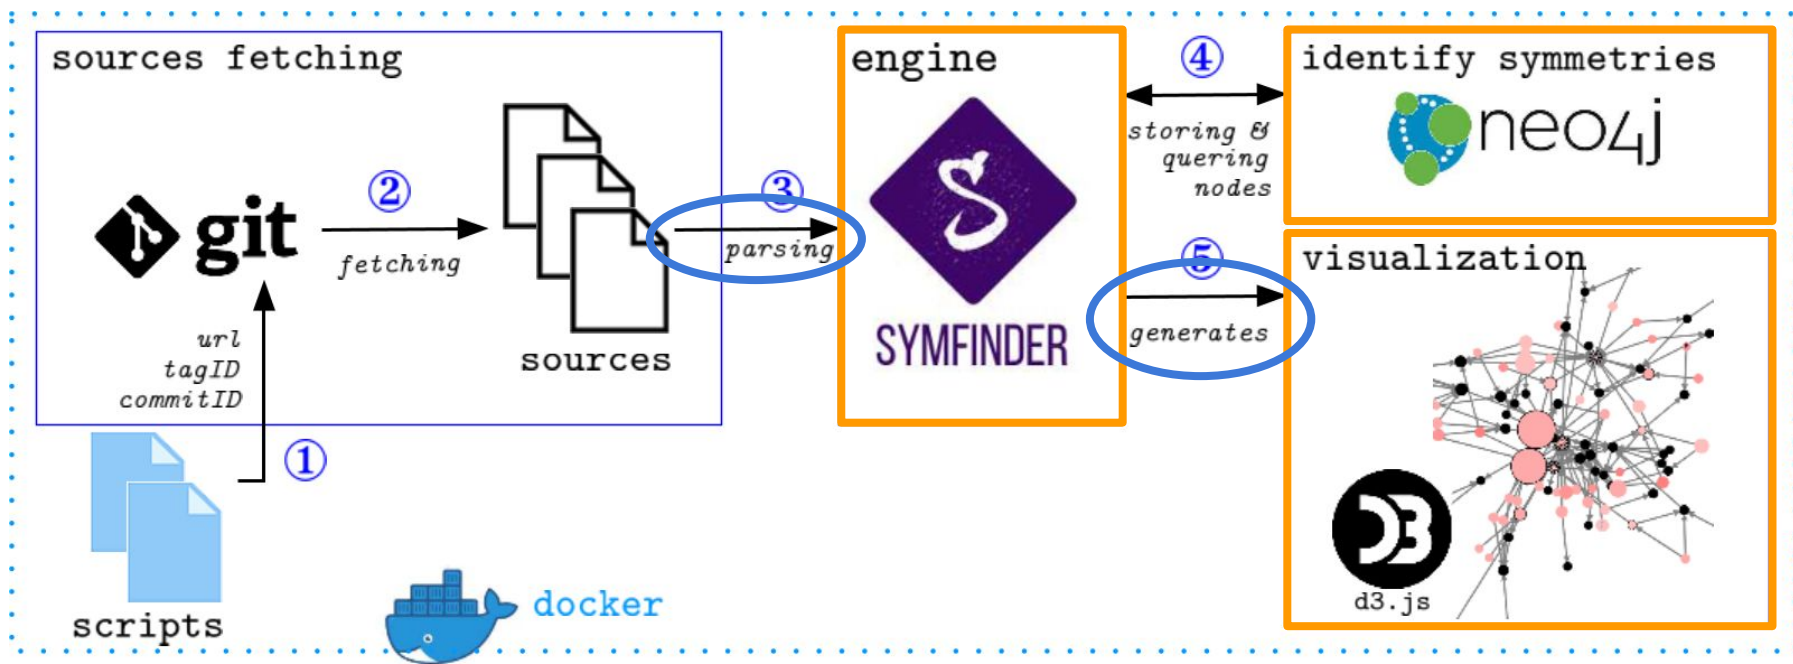 sources fetching
git
url
tagID
commitID
①
scripts
②
fetching
sources
③
parsing
engine
SYMFINDER
④
storing &
quering
nodes
⑤
generates
identify symmetries
neo4j
visualization
D3
d3.js
docker